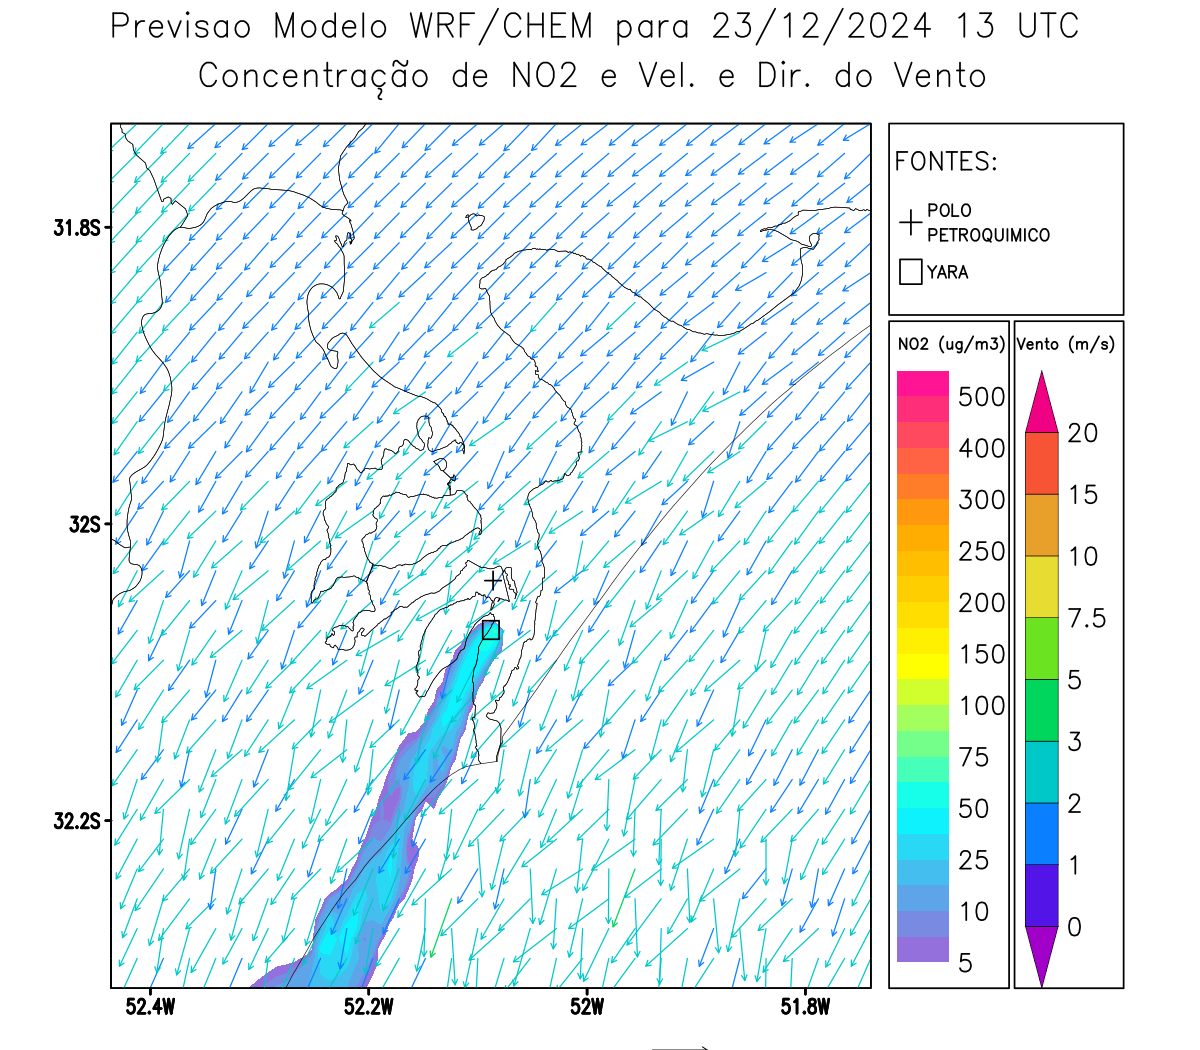 Previsao Modelo WRF/CHEM para 23/12/2024 13 UTC
Concentração de NO2 e Vel. e Dir. do Vento
FONTES:
POLO
PETROQUIMICO
YARA
31.8S
32S
32.2S
52.4W
52.2W
52W
51.8W
NO2 (ug/m3)
500
400
300
250
200
150
100
75
50
25
10
5
Vento (m/s)
20
15
10
7.5
5
3
2
1
0